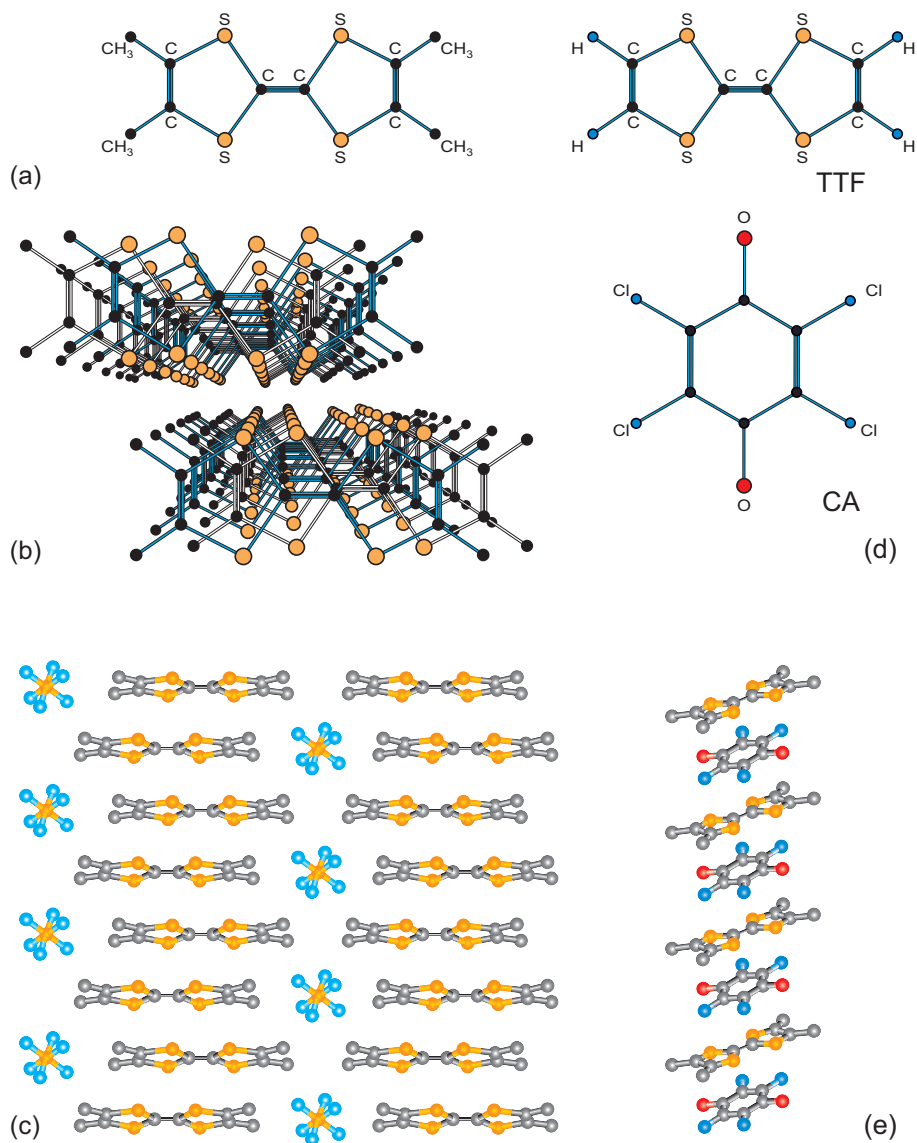 S S
CH3 C C CH3
C C
C C
CH3 S S CH3
(a)
S S
H C C H
C C
C C
H S S H
TTF
(b)
O
Cl Cl
Cl Cl
O
CA
(d)
(c)
(e)